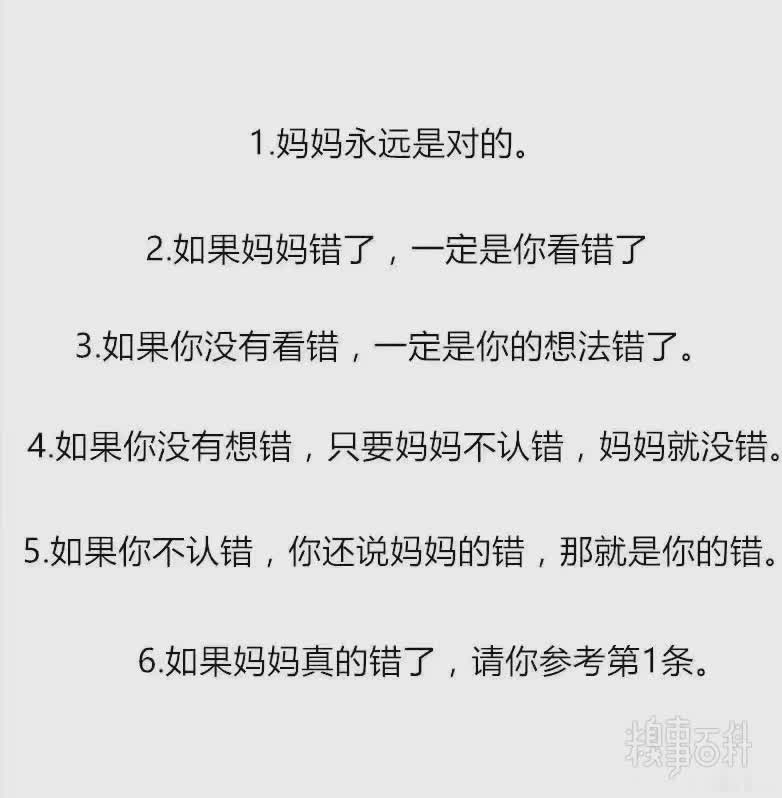 1.妈妈永远是对的。
2.如果妈妈错了，一定是你看错了
3.如果你没有看错，一定是你的想法错了。
4.如果你没有想错，只要妈妈不认错，妈妈就没错。
5.如果你不认错，你还说妈妈的错，那就是你的错。
6.如果妈妈真的错了，请你参考第1条。
糗事百科